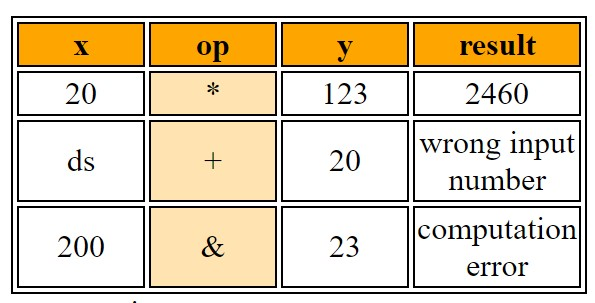 x op y result
20 * 123 2460
ds + 20 wrong input
number
200 & 23 computation
error